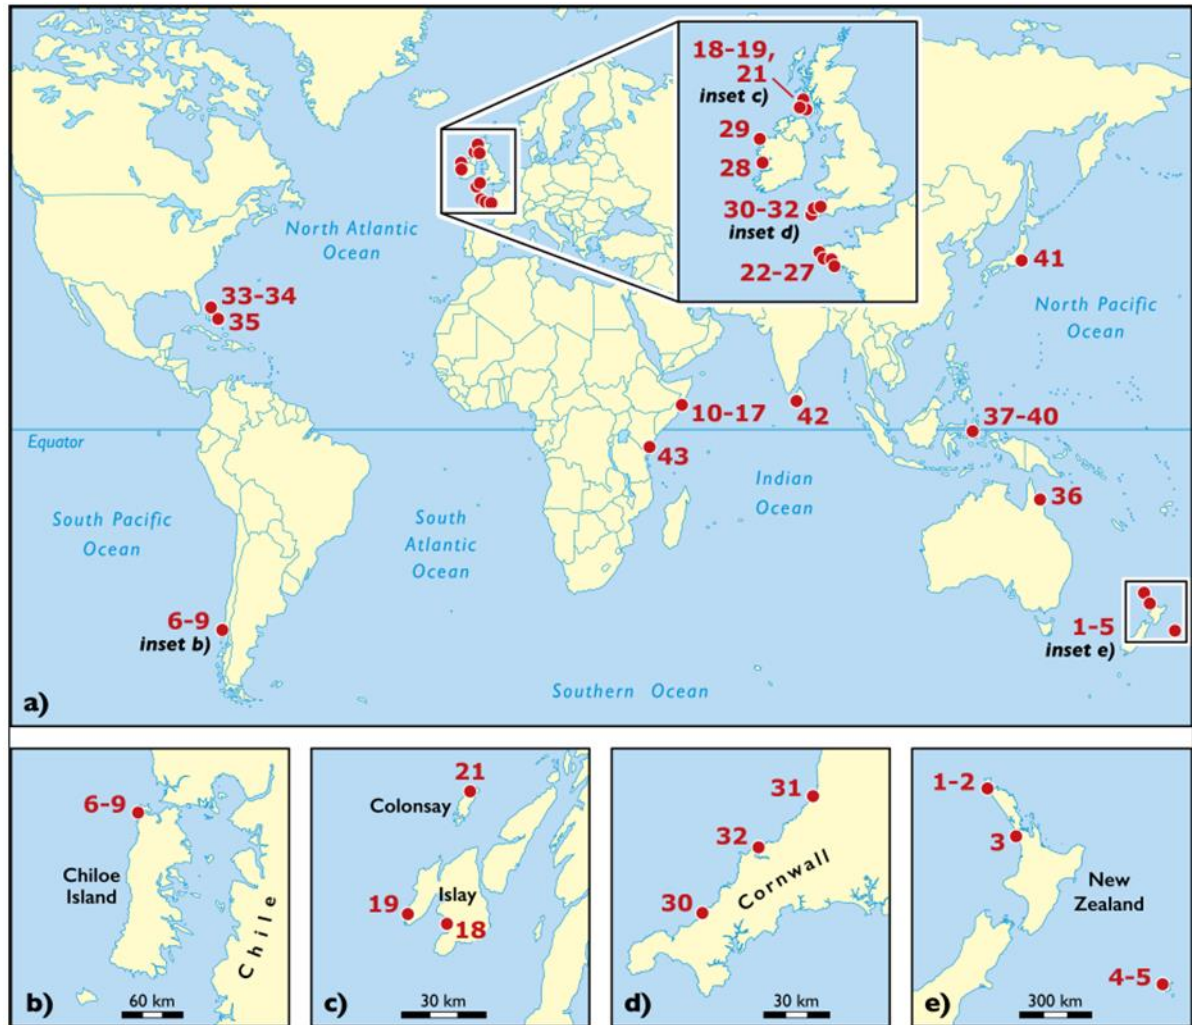 18-19,
21
inset c)
29
28
30-32
inset d)
22-27
41
North Atlantic
Ocean
North Pacific
Ocean
33-34
35
10-17
42
37-40
Equator
43
Indian
Ocean
36
South Pacific
Ocean
South
Atlantic
Ocean
6-9
inset b)
1-5
inset e)
Southern Ocean
a)
6-9
Chiloe
Island
Chile
b)
60 km
21
Colonsay
Islay
19
18
c)
30 km
31
32
Cornwall
30
d)
30 km
1-2
3
New
Zealand
4-5
e)
300 km